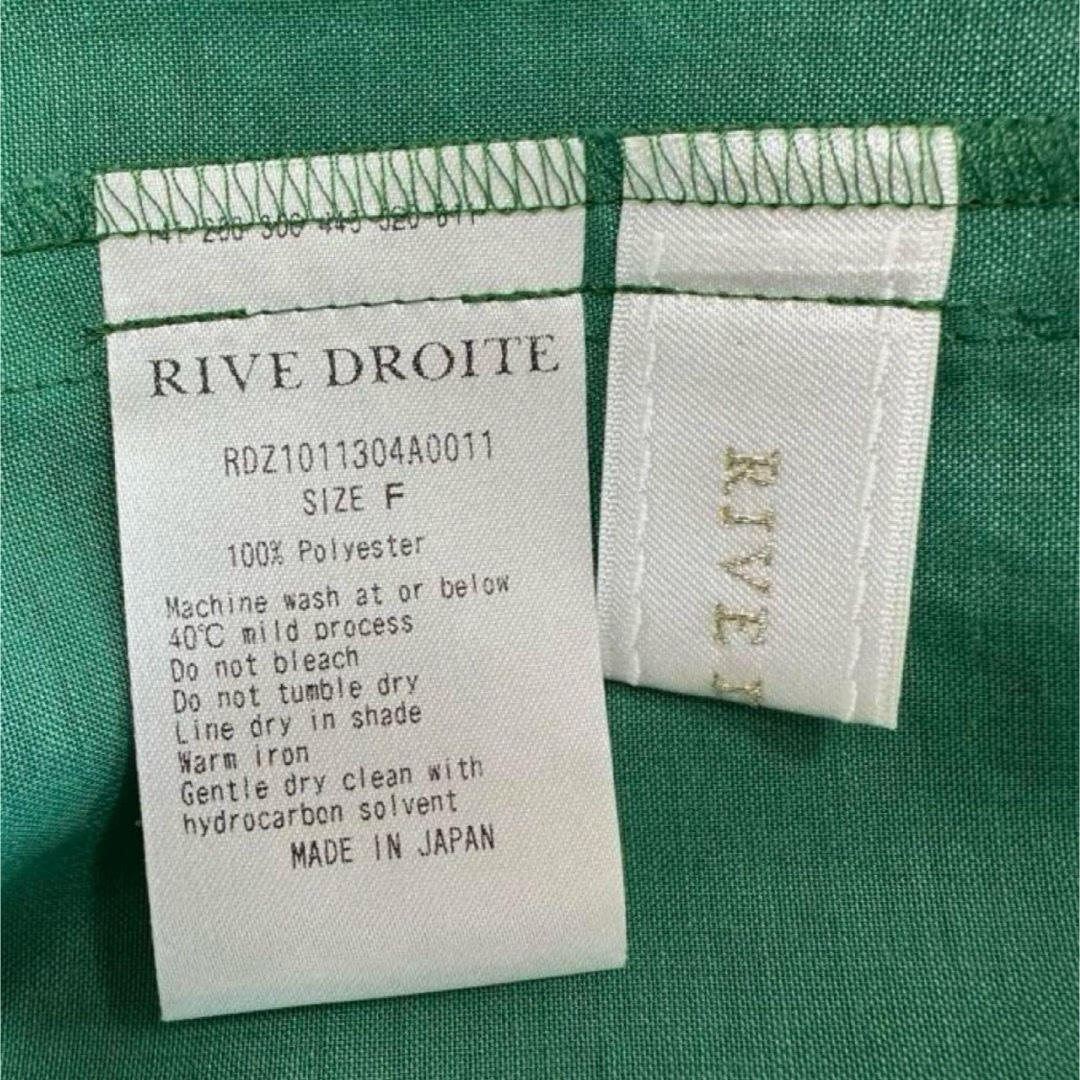 RIVE DROITE
RDZ1011304A0011
SIZE F
100% Polyester
Machine wash at or below
40℃ mild process
Do not bleach
Do not tumble dry
Line dry in shade
Warm iron
Gentle dry clean with
hydrocarbon solvent
MADE IN JAPAN
RIVE